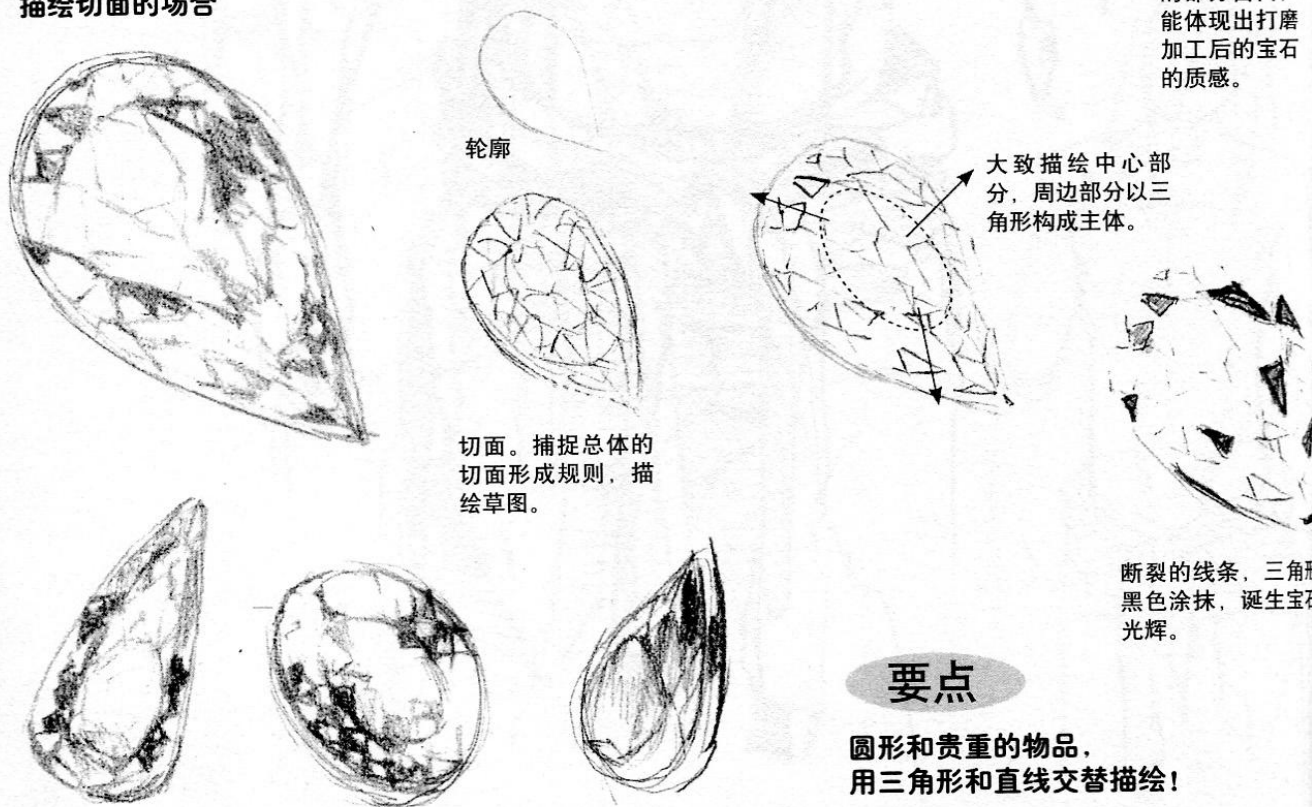 描绘切面的场合
能体现出打磨
加工后的宝石
的质感。
轮廓
大致描绘中心部
分，周边部分以三
角形构成主体。
切面。捕捉总体的
切面形成规则，描
绘草图。
断裂的线条，三角形
黑色涂抹，诞生宝石
光辉。
要点
圆形和贵重的物品，
用三角形和直线交替描绘！